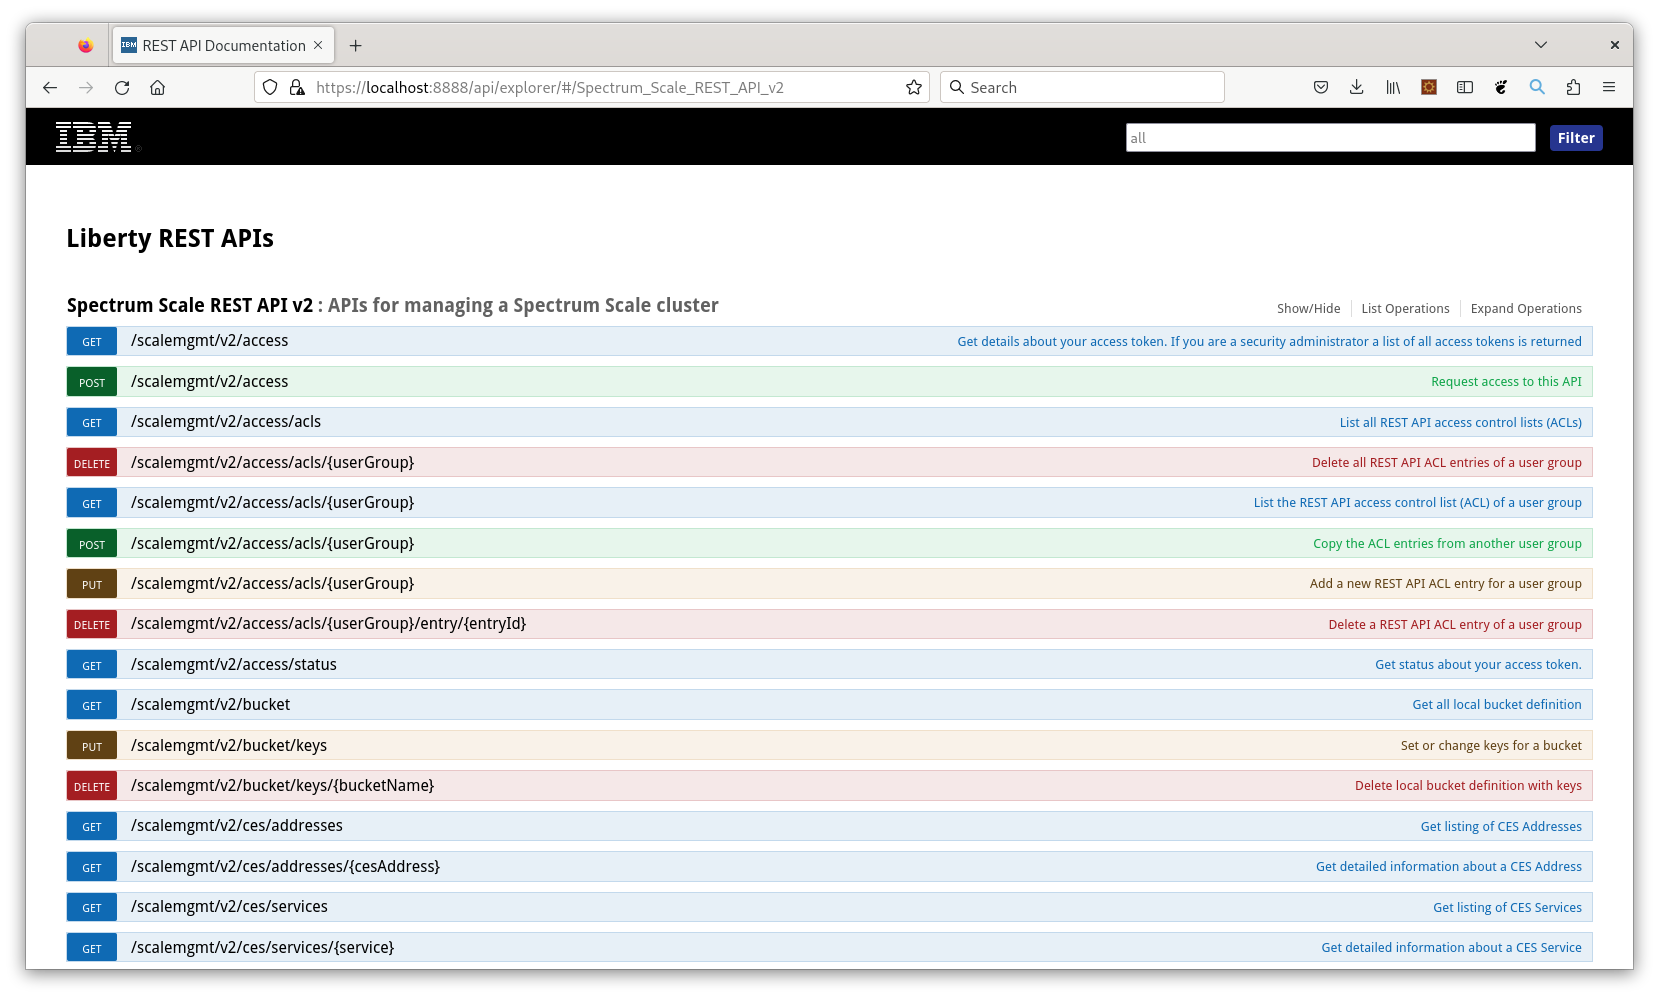 IBM REST API Documentation
https://localhost:8888/api/explorer/#/Spectrum_Scale_REST_API_v2 Search
IBM ® all Filter
Liberty REST APIs
Spectrum Scale REST API v2 : APIs for managing a Spectrum Scale cluster Show/Hide List Operations Expand Operations
GET /scalemgmt/v2/access Get details about your access token. If you are a security administrator a list of all access tokens is returned
POST /scalemgmt/v2/access Request access to this API
GET /scalemgmt/v2/access/acls List all REST API access control lists (ACLs)
DELETE /scalemgmt/v2/access/acls/{userGroup} Delete all REST API ACL entries of a user group
GET /scalemgmt/v2/access/acls/{userGroup} List the REST API access control list (ACL) of a user group
POST /scalemgmt/v2/access/acls/{userGroup} Copy the ACL entries from another user group
PUT /scalemgmt/v2/access/acls/{userGroup} Add a new REST API ACL entry for a user group
DELETE /scalemgmt/v2/access/acls/{userGroup}/entry/{entryId} Delete a REST API ACL entry of a user group
GET /scalemgmt/v2/access/status Get status about your access token.
GET /scalemgmt/v2/bucket Get all local bucket definition
PUT /scalemgmt/v2/bucket/keys Set or change keys for a bucket
DELETE /scalemgmt/v2/bucket/keys/{bucketName} Delete local bucket definition with keys
GET /scalemgmt/v2/ces/addresses Get listing of CES Addresses
GET /scalemgmt/v2/ces/addresses/{cesAddress} Get detailed information about a CES Address
GET /scalemgmt/v2/ces/services Get listing of CES Services
GET /scalemgmt/v2/ces/services/{service} Get detailed information about a CES Service